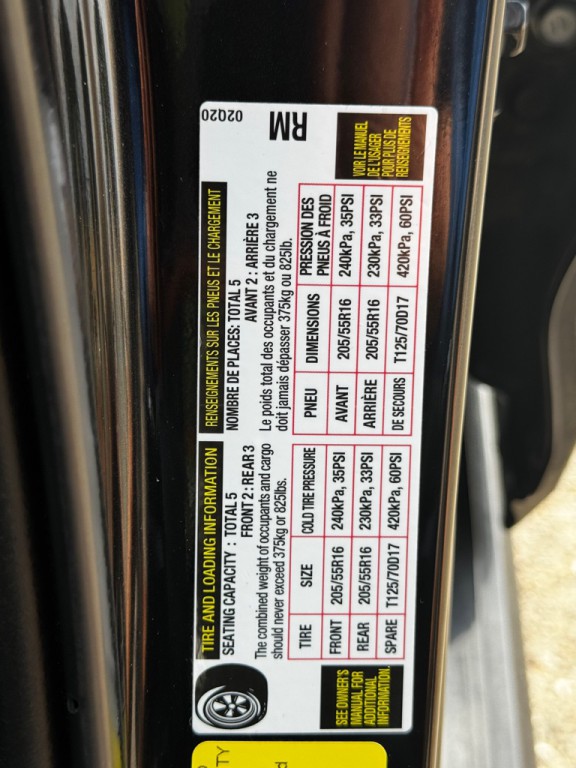 TIRE AND LOADING INFORMATION
SEATING CAPACITY : TOTAL 5
FRONT 2 : REAR 3
The combined weight of occupants and cargo
should never exceed 375kg or 825lbs.
TIRE SIZE COLD TIRE PRESSURE
FRONT 205/55R16 240kPa, 35PSI
REAR 205/55R16 230kPa, 33PSI
SPARE T125/70D17 420kPa, 60PSI
SEE OWNER'S
MANUAL FOR
ADDITIONAL
INFORMATION.
RENSEIGNEMENTS SUR LES PNEUS ET LE CHARGEMENT
NOMBRE DE PLACES: TOTAL 5
AVANT 2 : ARRIÈRE 3
Le poids total des occupants et du chargement ne
doit jamais dépasser 375kg ou 825lb.
PNEU DIMENSIONS PRESSION DES
PNEUS À FROID
AVANT 205/55R16 240kPa, 35PSI
ARRIÈRE 205/55R16 230kPa, 33PSI
DE SECOURS T125/70D17 420kPa, 60PSI
02Q20
RM
VOIR LE MANUEL
DE L'USAGER
POUR PLUS DE
RENSEIGNEMENTS
TY
d